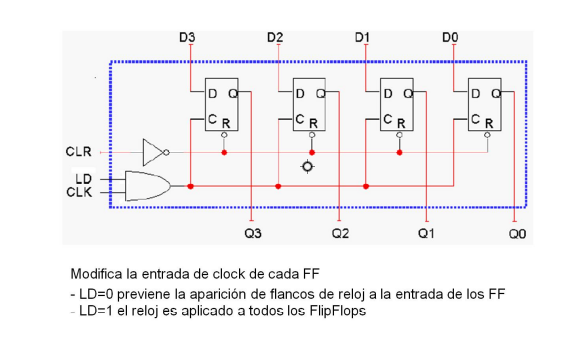 D3 D2 D1 D0
D Q D Q D Q D Q
C R C R C R C R
CLR
LD
CLK
Q3 Q2 Q1 Q0
Modifica la entrada de clock de cada FF
- LD=0 previene la aparición de flancos de reloj a la entrada de los FF
- LD=1 el reloj es aplicado a todos los FlipFlops